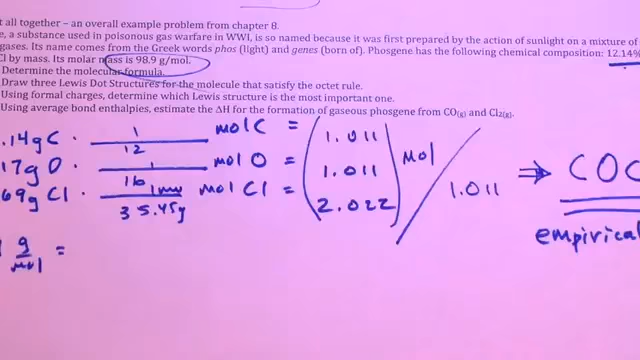 t all together – an overall example problem from chapter 8.
e, a substance used in poisonous gas warfare in WWI, is so named because it was first prepared by the action of sunlight on a mixture of
gases. Its name comes from the Greek words phos (light) and genes (born of). Phosgene has the following chemical composition: 12.14%
Cl by mass. Its molar mass is 98.9 g/mol.
Determine the molecular formula.
Draw three Lewis Dot Structures for the molecule that satisfy the octet rule.
Using formal charges, determine which Lewis structure is the most important one.
Using average bond enthalpies, estimate the ΔH for the formation of gaseous phosgene from CO(g) and Cl2(g).
.14g C · 1/12 mol C = 1.011
17g O · 1/16 mol O = 1.011 mol / 1.011 ⇒ COC
69g Cl · 1 mol/35.45g mol Cl = 2.022
empirical
g/mol =